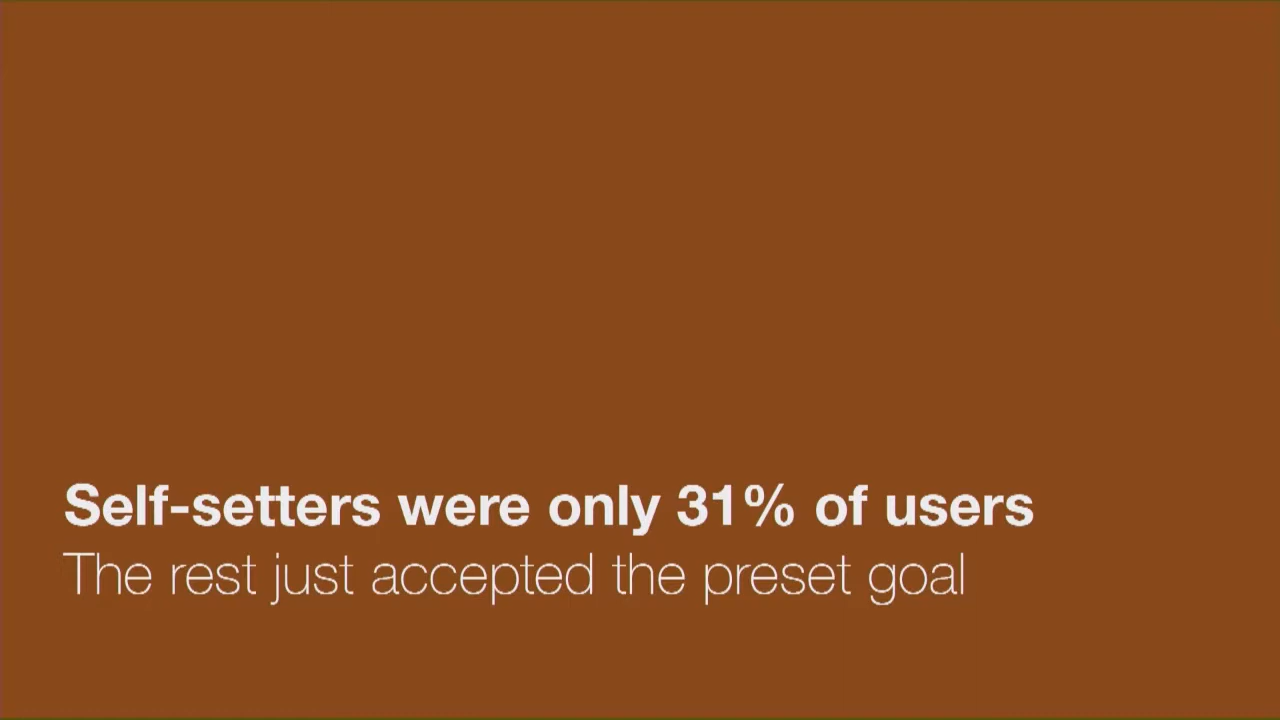 Self-setters were only 31% of users
The rest just accepted the preset goal